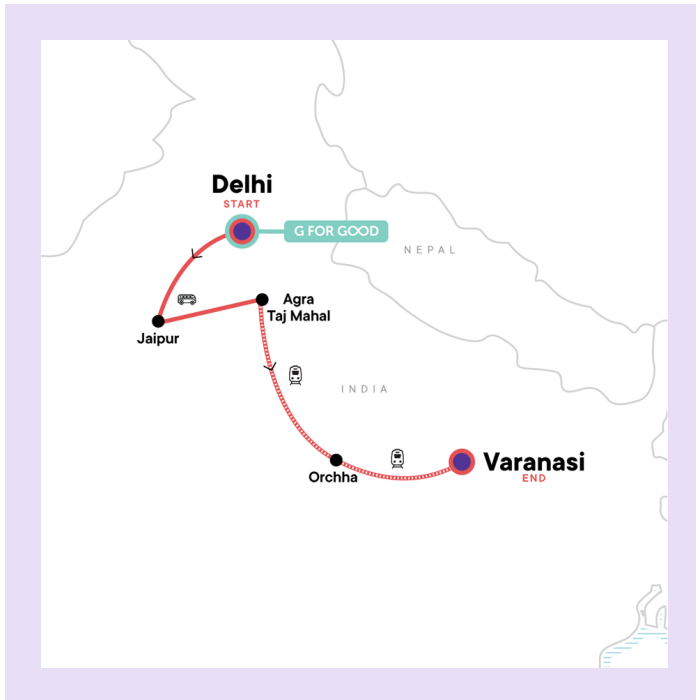 Delhi
START
G FOR GOOD
NEPAL
Agra
Taj Mahal
Jaipur
INDIA
Orchha
Varanasi
END